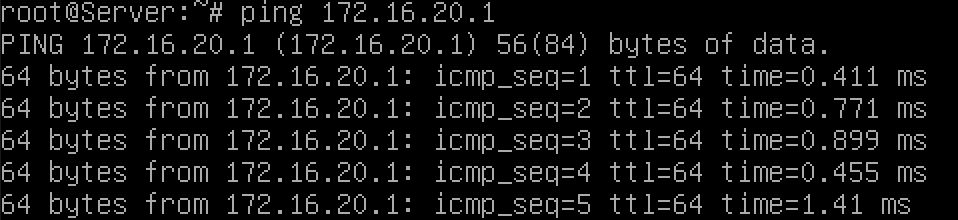 root@Server:~# ping 172.16.20.1
PING 172.16.20.1 (172.16.20.1) 56(84) bytes of data.
64 bytes from 172.16.20.1: icmp_seq=1 ttl=64 time=0.411 ms
64 bytes from 172.16.20.1: icmp_seq=2 ttl=64 time=0.771 ms
64 bytes from 172.16.20.1: icmp_seq=3 ttl=64 time=0.899 ms
64 bytes from 172.16.20.1: icmp_seq=4 ttl=64 time=0.455 ms
64 bytes from 172.16.20.1: icmp_seq=5 ttl=64 time=1.41 ms